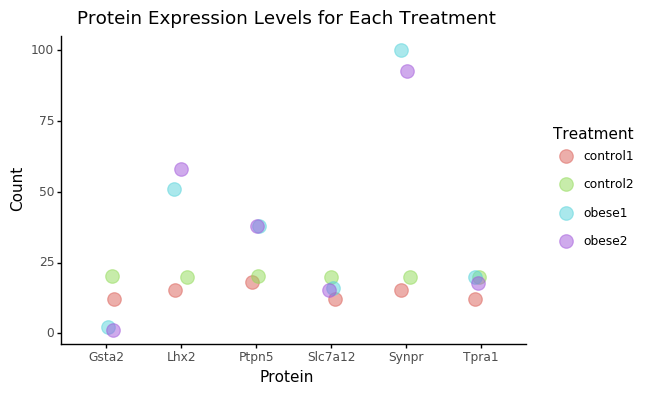 Protein Expression Levels for Each Treatment
100
75
50
25
0
Count
Gsta2 Lhx2 Ptpn5 Slc7a12 Synpr Tpra1
Protein
Treatment
control1
control2
obese1
obese2